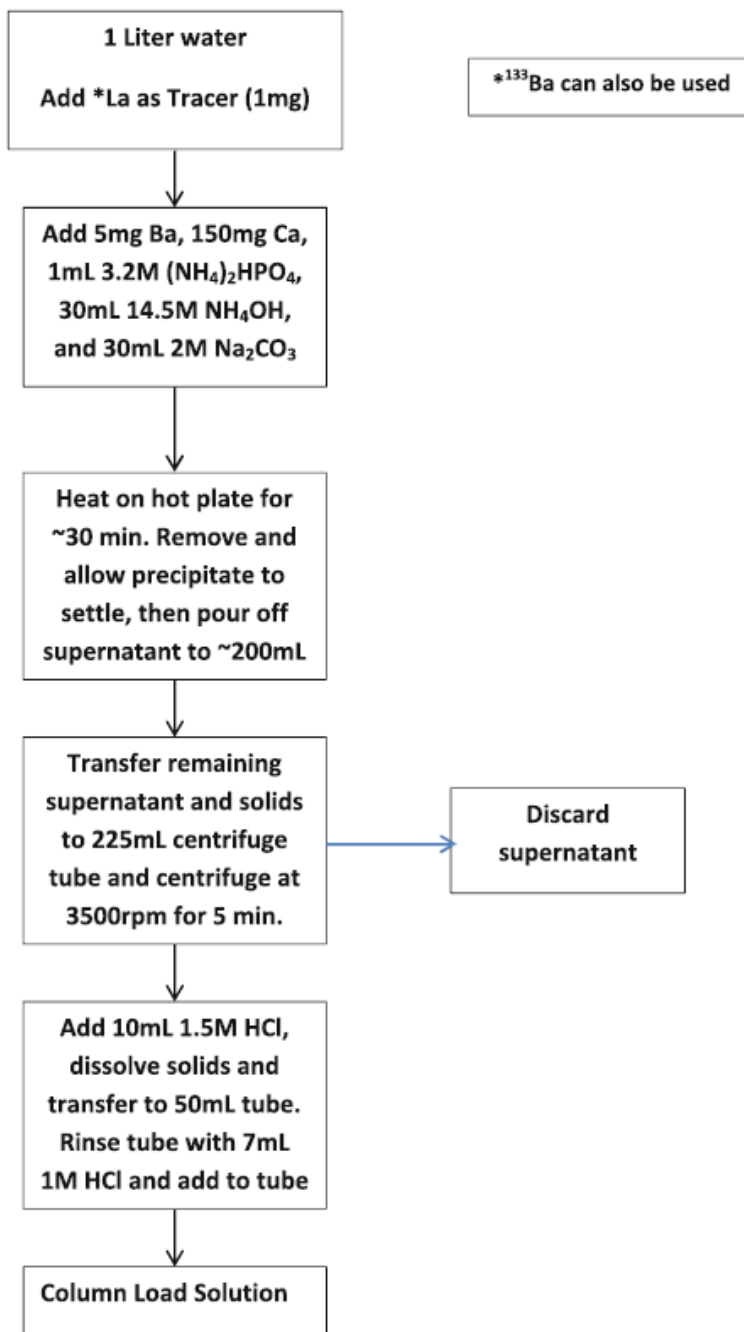 1 Liter water
Add *La as Tracer (1mg)
*¹³³Ba can also be used
Add 5mg Ba, 150mg Ca,
1mL 3.2M (NH₄)₂HPO₄,
30mL 14.5M NH₄OH,
and 30mL 2M Na₂CO₃
Heat on hot plate for
~30 min. Remove and
allow precipitate to
settle, then pour off
supernatant to ~200mL
Transfer remaining
supernatant and solids
to 225mL centrifuge
tube and centrifuge at
3500rpm for 5 min.
Discard
supernatant
Add 10mL 1.5M HCl,
dissolve solids and
transfer to 50mL tube.
Rinse tube with 7mL
1M HCl and add to tube
Column Load Solution